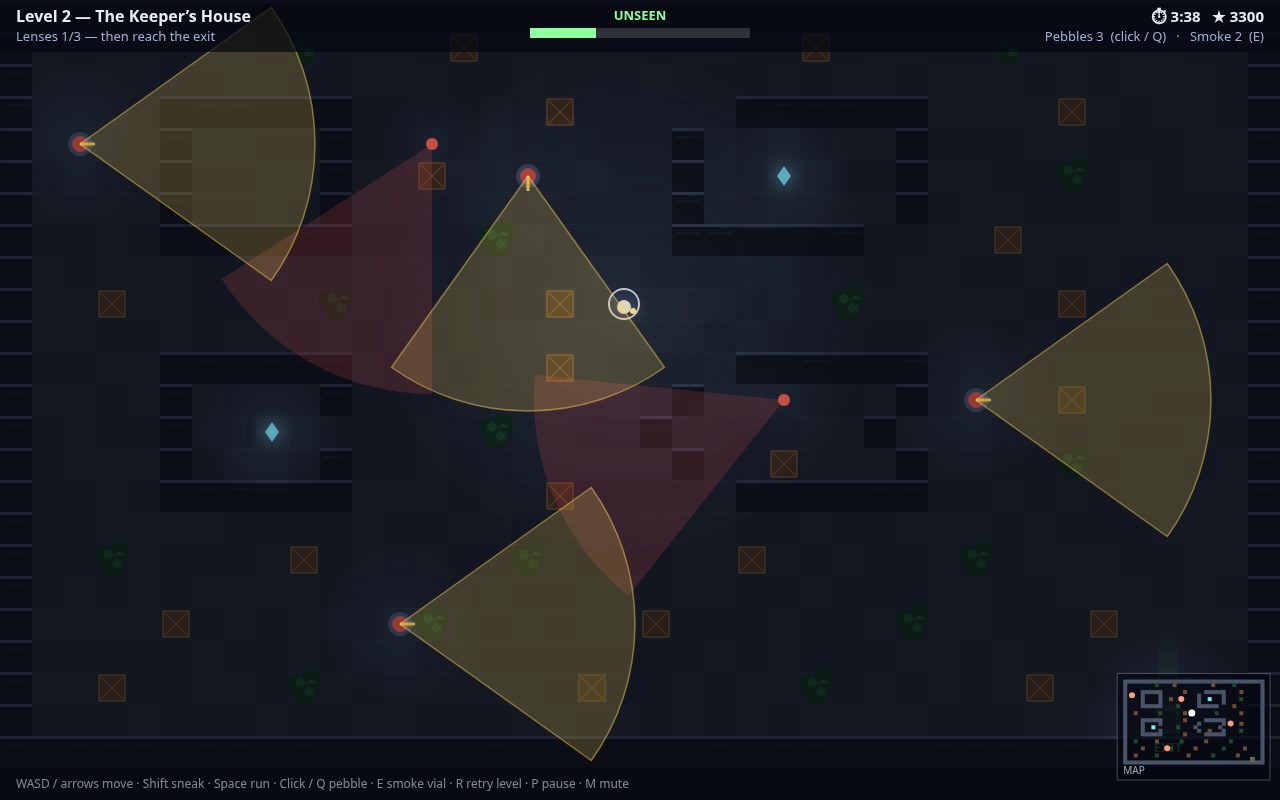 Level 2 — The Keeper's House
Lenses 1/3 — then reach the exit
UNSEEN
⏱ 3:38 ★ 3300
Pebbles 3 (click / Q) · Smoke 2 (E)
MAP
WASD / arrows move · Shift sneak · Space run · Click / Q pebble · E smoke vial · R retry level · P pause · M mute